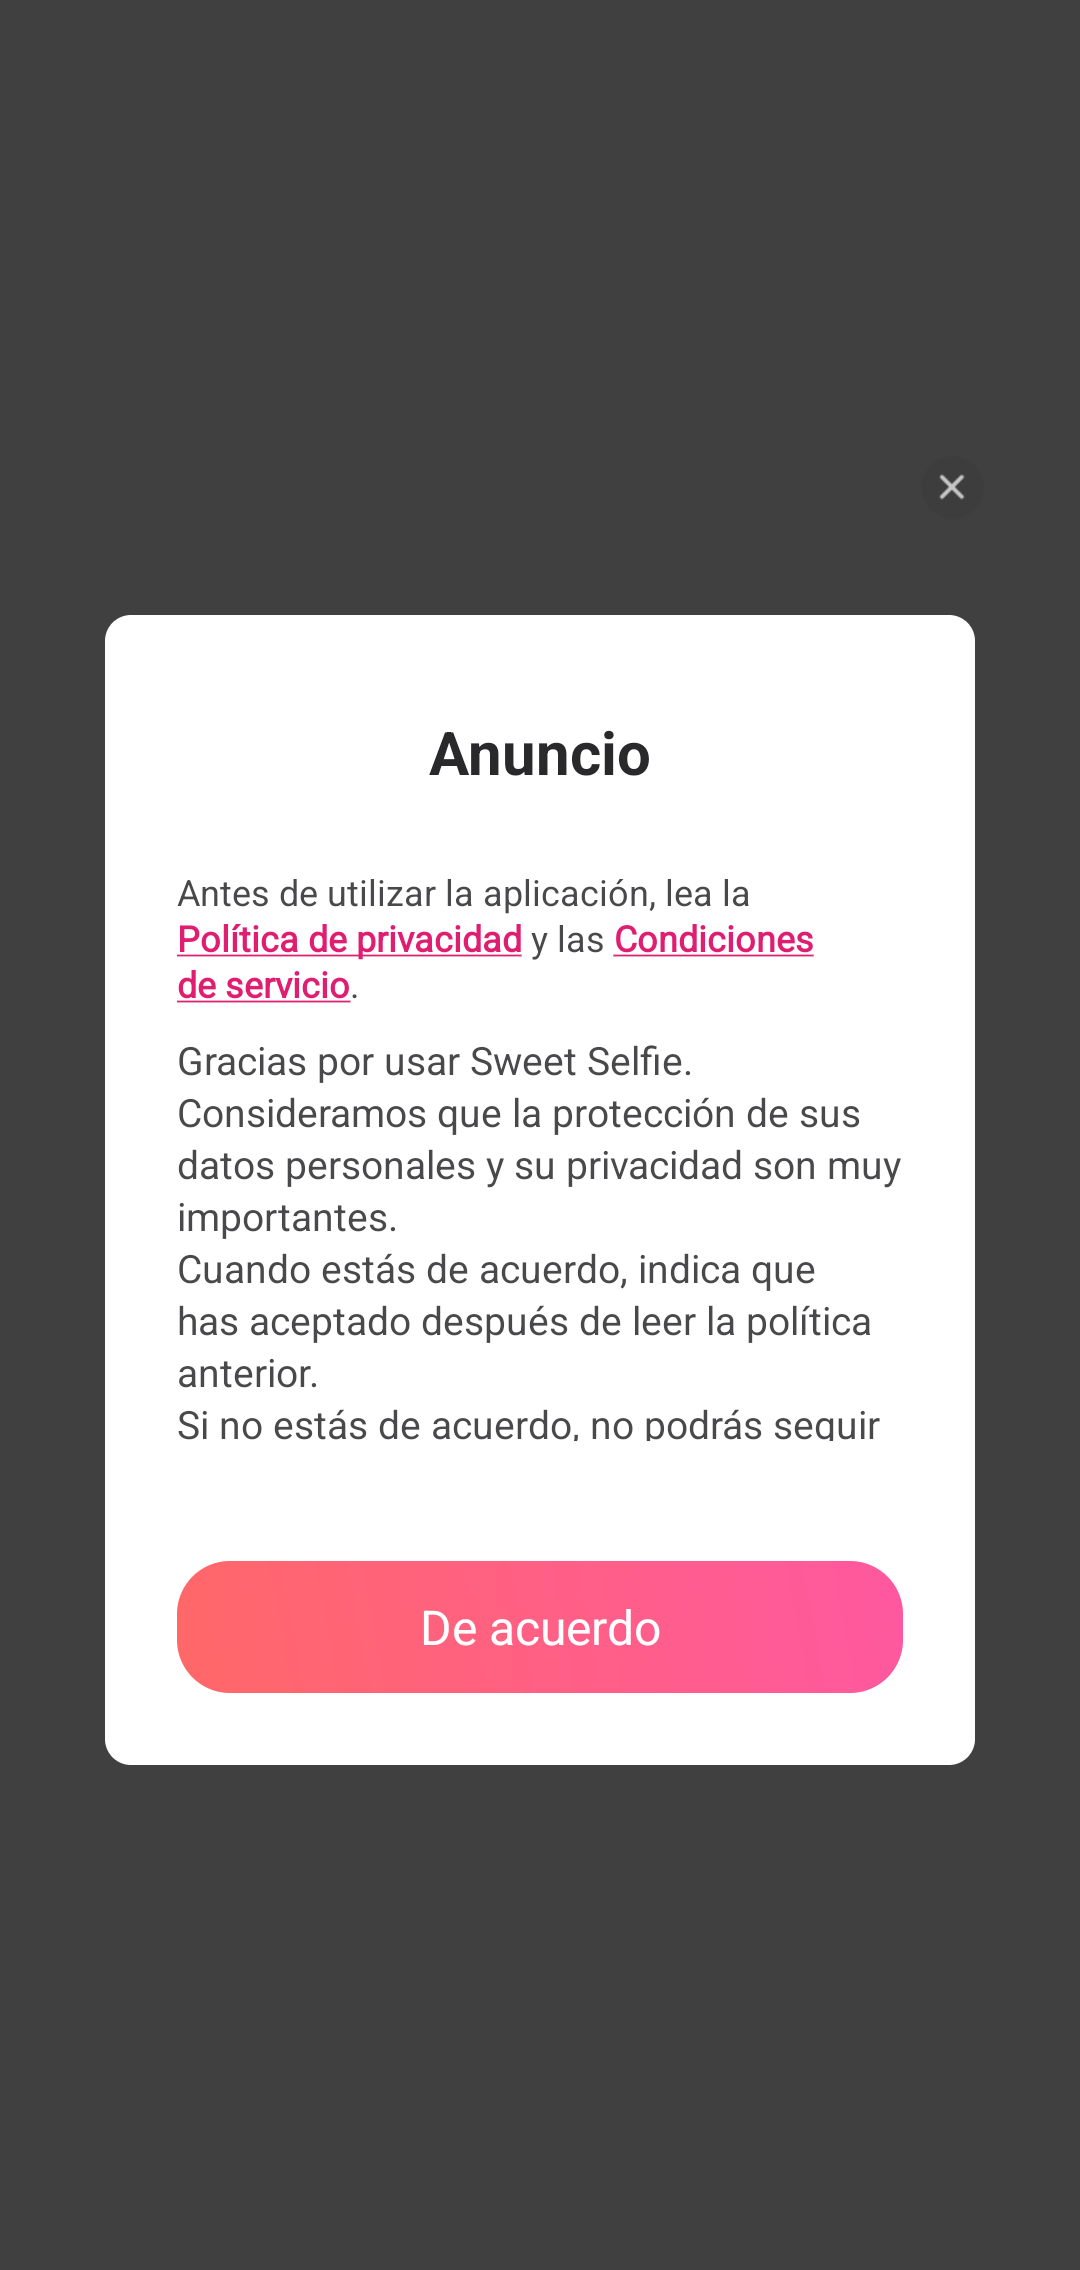 Anuncio
Antes de utilizar la aplicación, lea la
Política de privacidad y las Condiciones
de servicio.
Gracias por usar Sweet Selfie.
Consideramos que la protección de sus
datos personales y su privacidad son muy
importantes.
Cuando estás de acuerdo, indica que
has aceptado después de leer la política
anterior.
Si no estás de acuerdo, no podrás seguir
De acuerdo